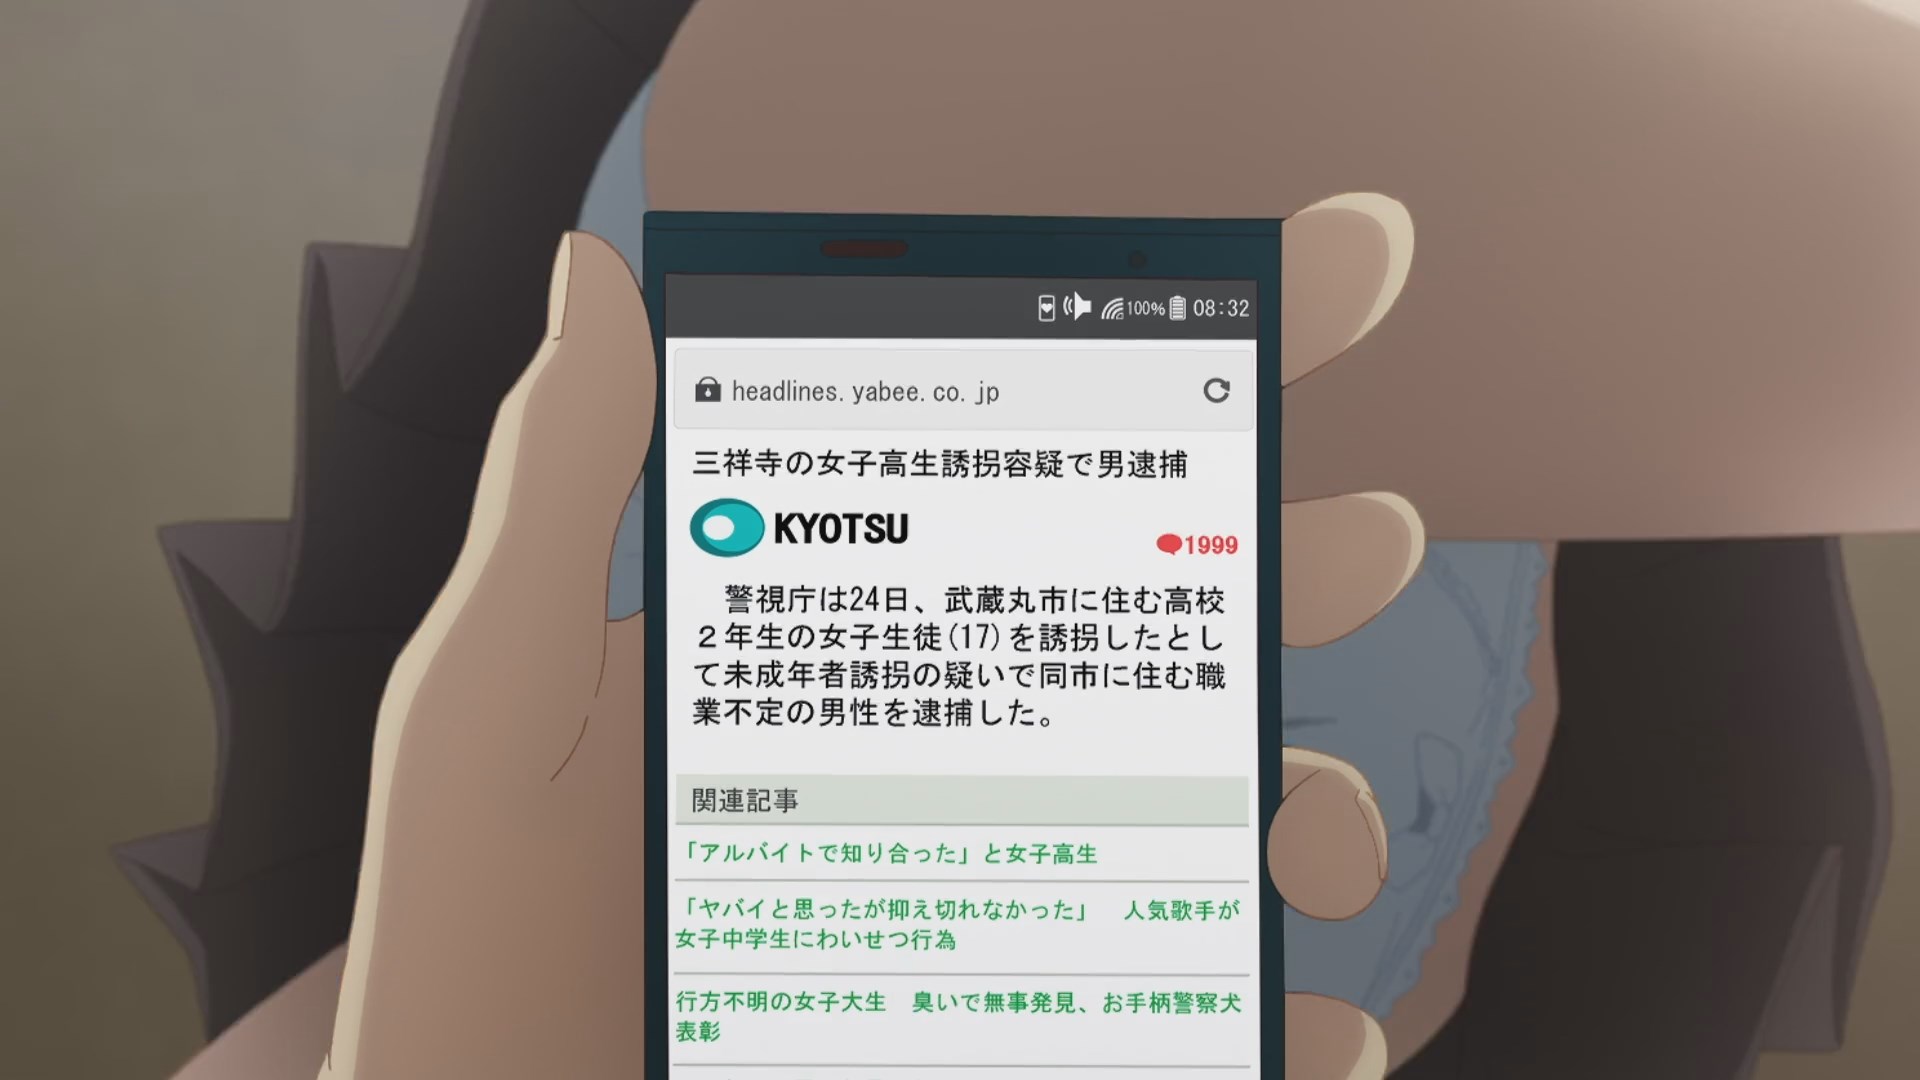 100% 08:32
headlines.yabee.co.jp
三祥寺の女子高生誘拐容疑で男逮捕
KYOTSU
1999
警視庁は24日、武蔵丸市に住む高校
２年生の女子生徒(17)を誘拐したとし
て未成年者誘拐の疑いで同市に住む職
業不定の男性を逮捕した。
関連記事
「アルバイトで知り合った」と女子高生
「ヤバイと思ったが抑え切れなかった」　人気歌手が
女子中学生にわいせつ行為
行方不明の女子大生　臭いで無事発見、お手柄警察犬
表彰